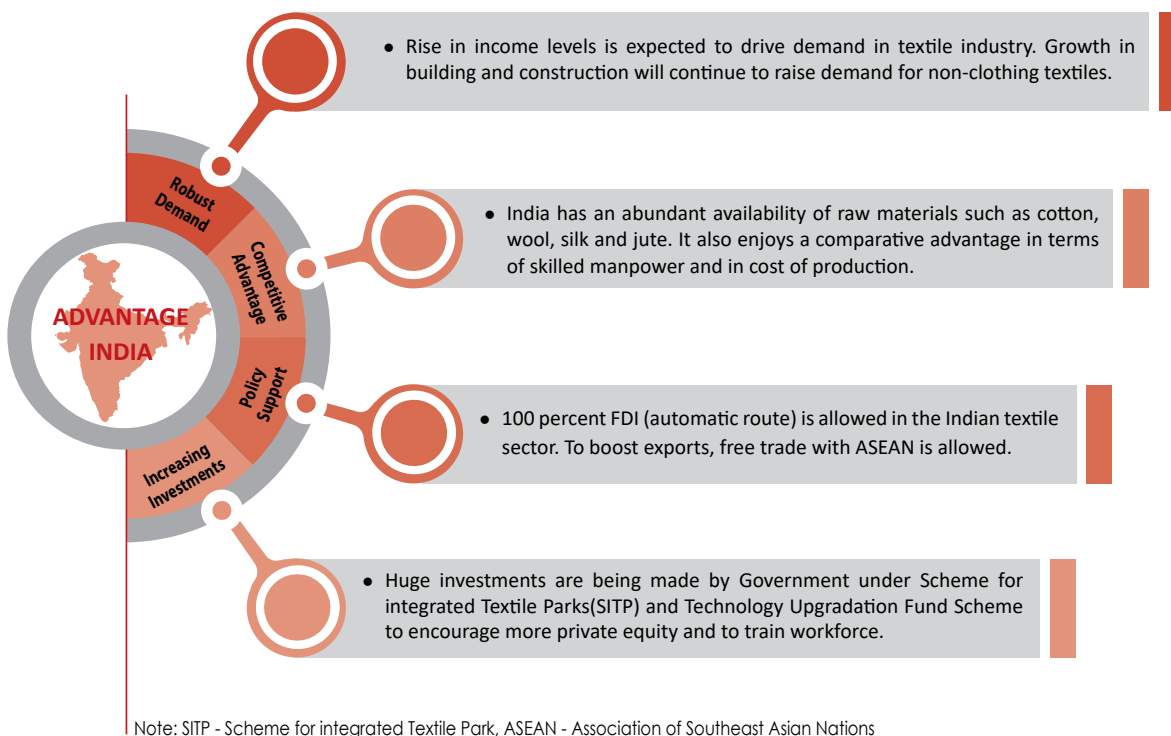 • Rise in income levels is expected to drive demand in textile industry. Growth in
building and construction will continue to raise demand for non-clothing textiles.
Robust
Demand
• India has an abundant availability of raw materials such as cotton,
wool, silk and jute. It also enjoys a comparative advantage in terms
of skilled manpower and in cost of production.
Competitive
Advantage
ADVANTAGE
INDIA
Policy
Support
• 100 percent FDI (automatic route) is allowed in the Indian textile
sector. To boost exports, free trade with ASEAN is allowed.
Increasing
Investments
• Huge investments are being made by Government under Scheme for
integrated Textile Parks(SITP) and Technology Upgradation Fund Scheme
to encourage more private equity and to train workforce.
Note: SITP - Scheme for integrated Textile Park, ASEAN - Association of Southeast Asian Nations